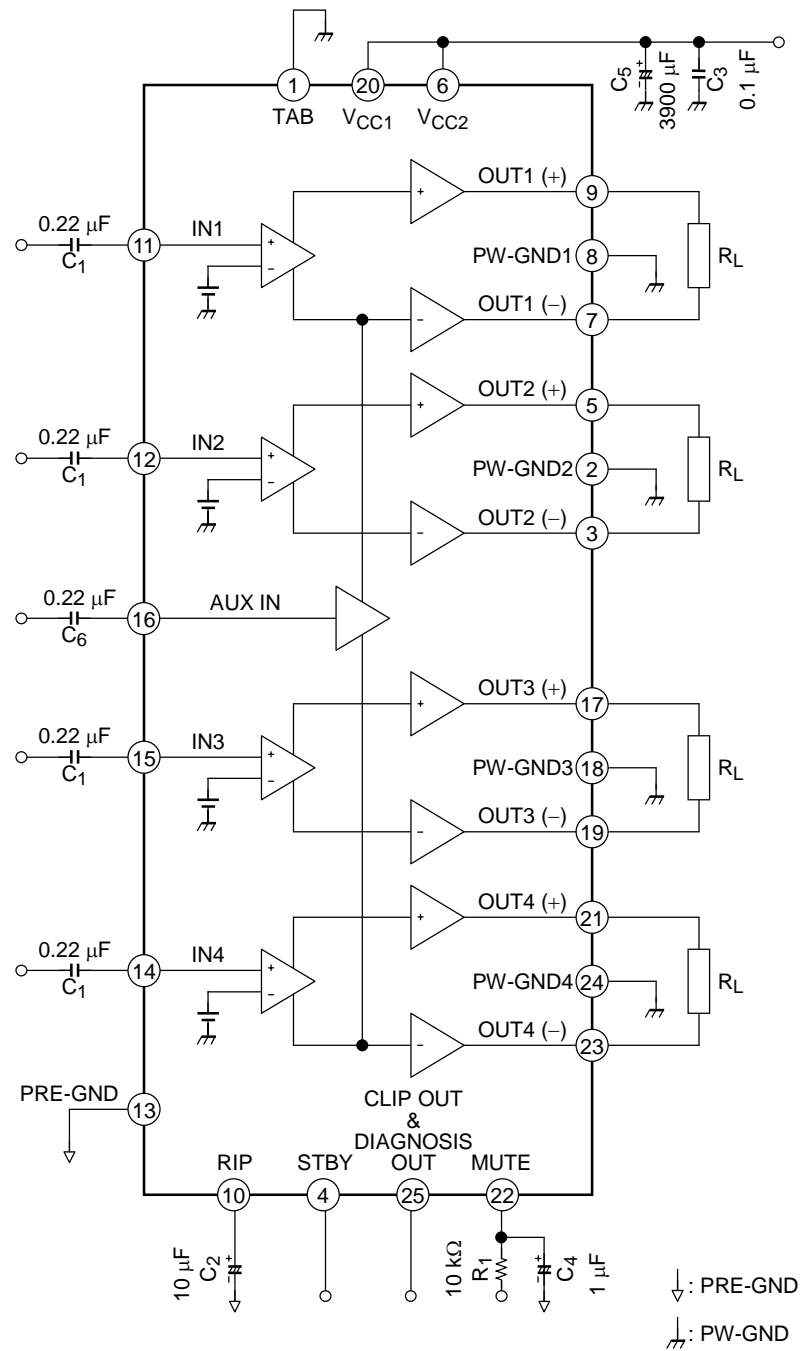 1
20
6
TAB
VCC1
VCC2
C5
3900 µF
C3
0.1 µF
OUT1 (+)
9
0.22 µF
C1
11
IN1
+
−
+
PW-GND1
8
RL
OUT1 (−)
−
7
OUT2 (+)
+
5
0.22 µF
C1
12
IN2
+
−
PW-GND2
2
RL
OUT2 (−)
−
3
0.22 µF
C6
16
AUX IN
OUT3 (+)
+
17
0.22 µF
C1
15
IN3
+
−
PW-GND3
18
RL
OUT3 (−)
−
19
OUT4 (+)
+
21
0.22 µF
C1
14
IN4
+
−
PW-GND4
24
RL
OUT4 (−)
−
23
PRE-GND
13
CLIP OUT
&
DIAGNOSIS
RIP
STBY
OUT
MUTE
10
4
25
22
10 µF
C2
10 kΩ
R1
C4
1 µF
: PRE-GND
: PW-GND